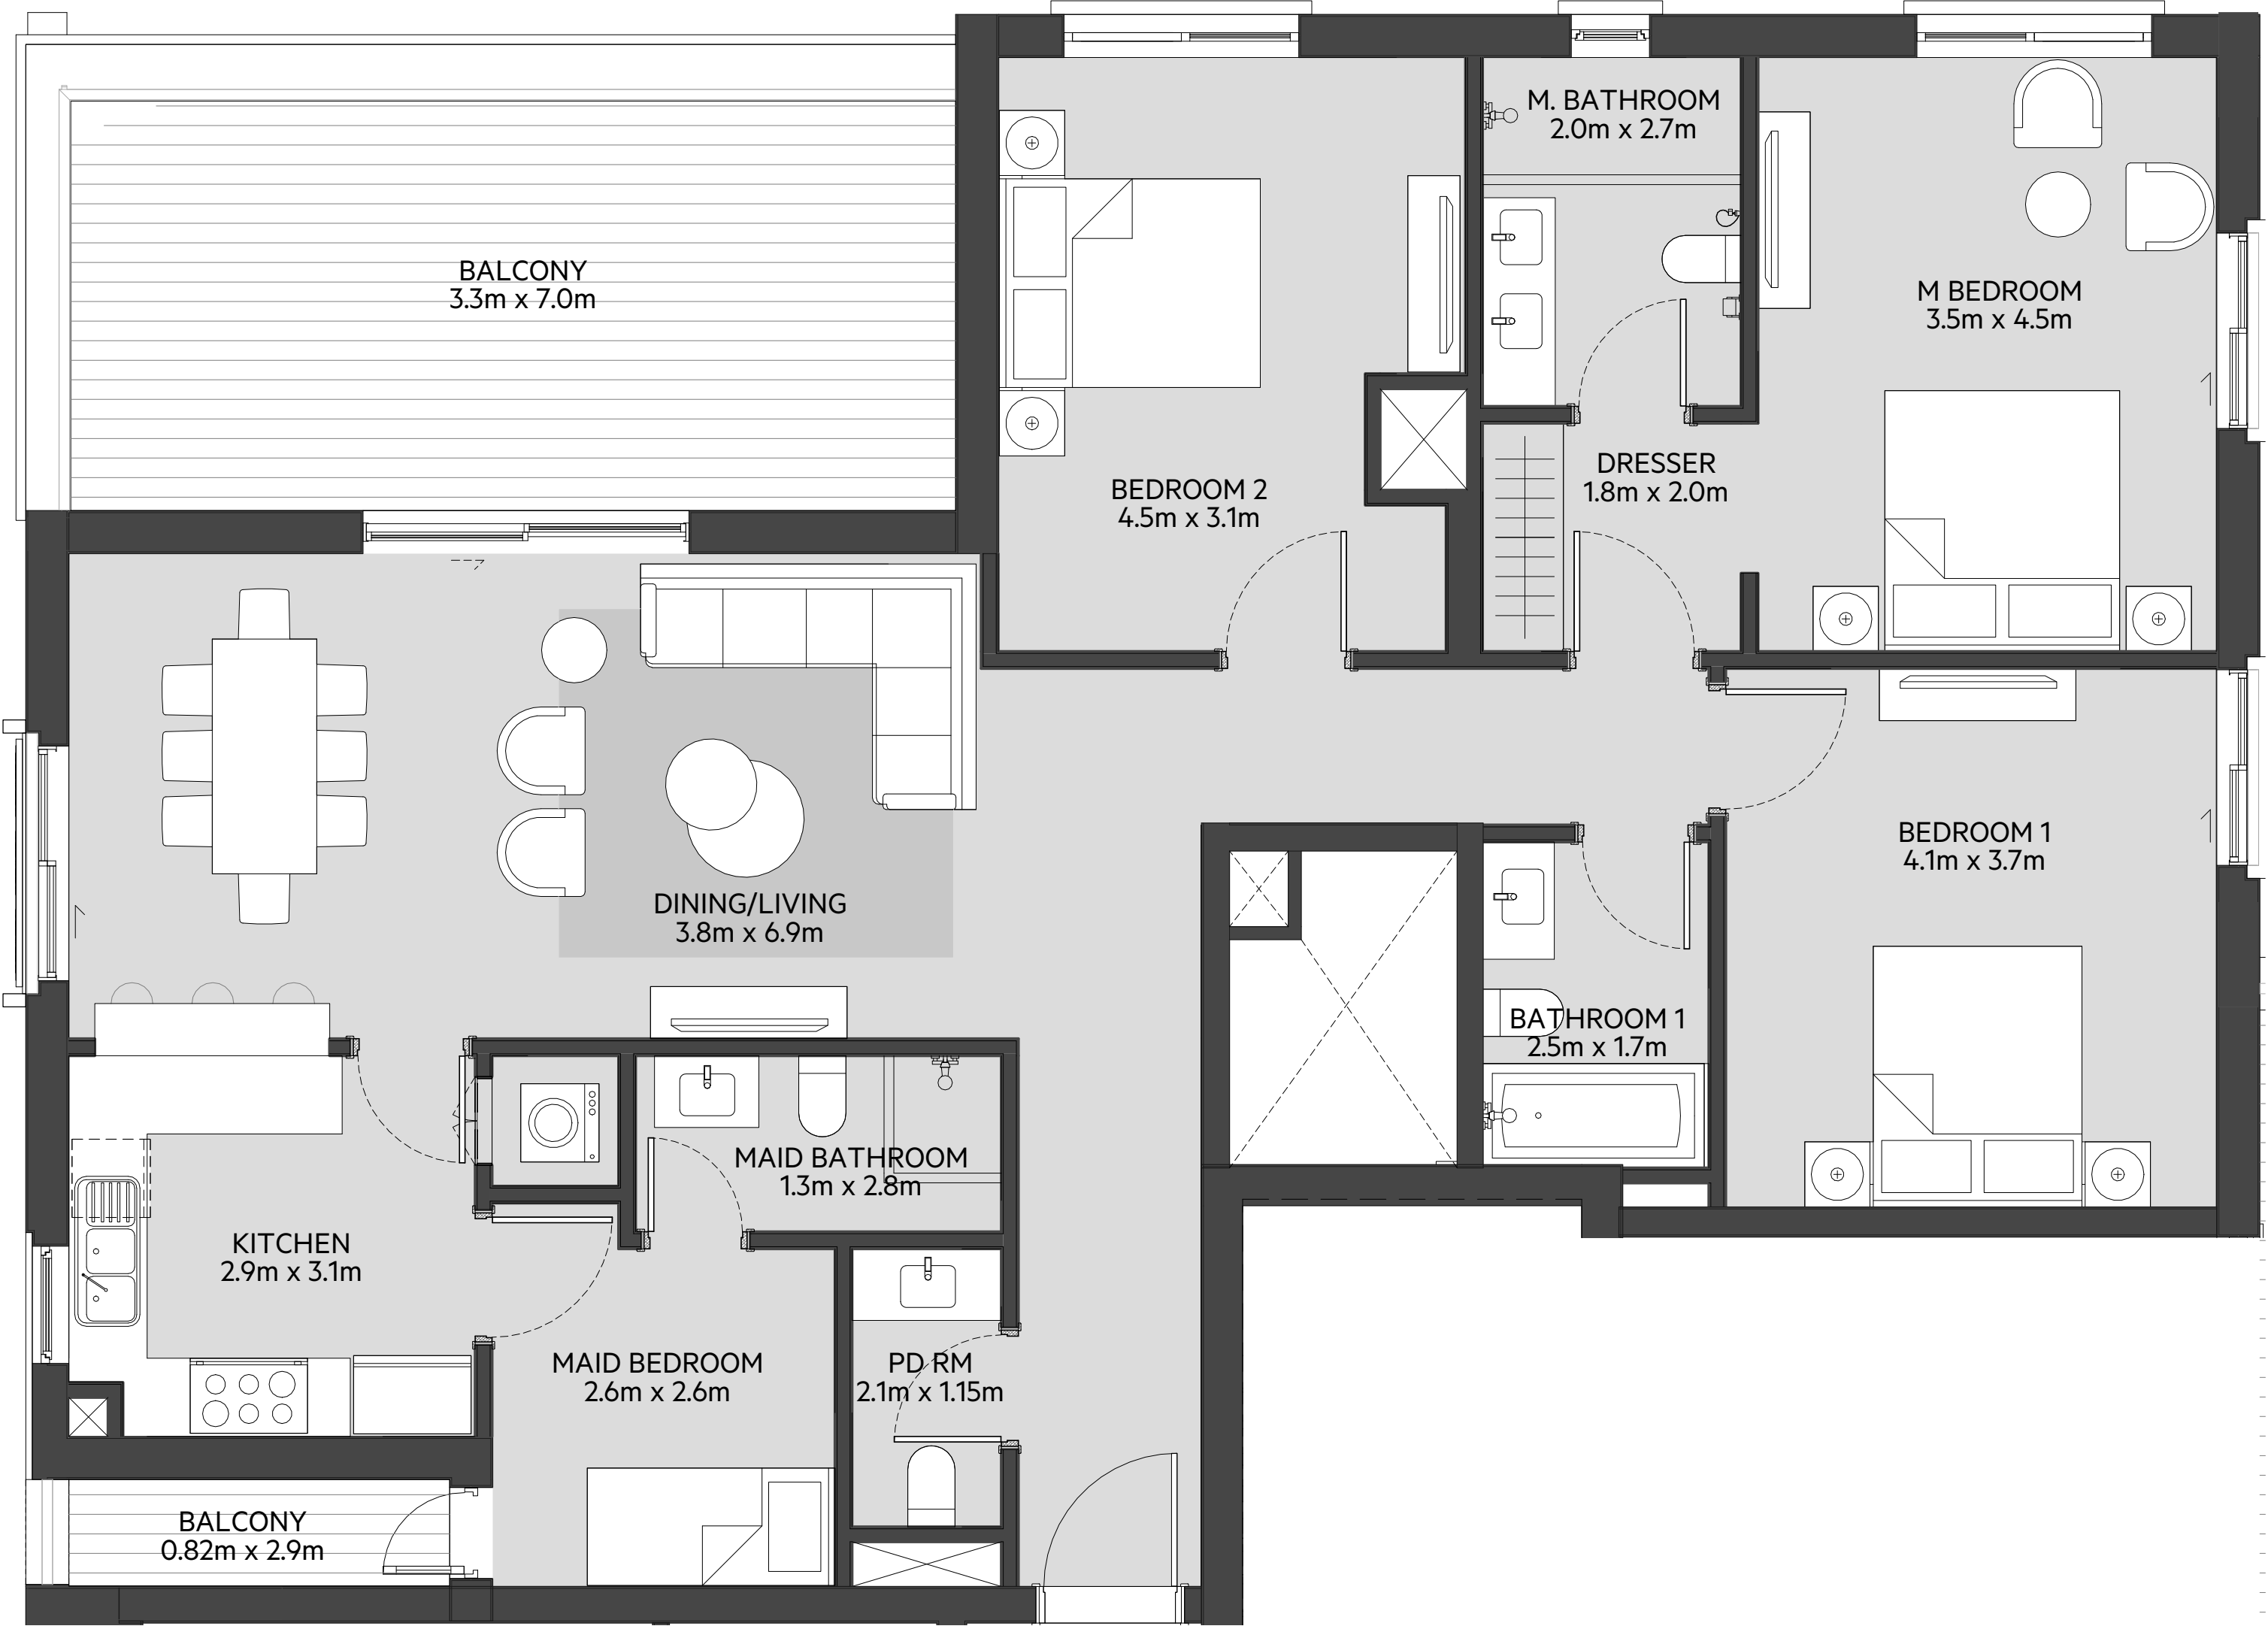 M. BATHROOM
2.0m x 2.7m
BALCONY
3.3m x 7.0m
M BEDROOM
3.5m x 4.5m
BEDROOM 2
4.5m x 3.1m
DRESSER
1.8m x 2.0m
BEDROOM 1
4.1m x 3.7m
DINING/LIVING
3.8m x 6.9m
BATHROOM 1
2.5m x 1.7m
MAID BATHROOM
1.3m x 2.8m
KITCHEN
2.9m x 3.1m
MAID BEDROOM
2.6m x 2.6m
PD RM
2.1m x 1.15m
BALCONY
0.82m x 2.9m